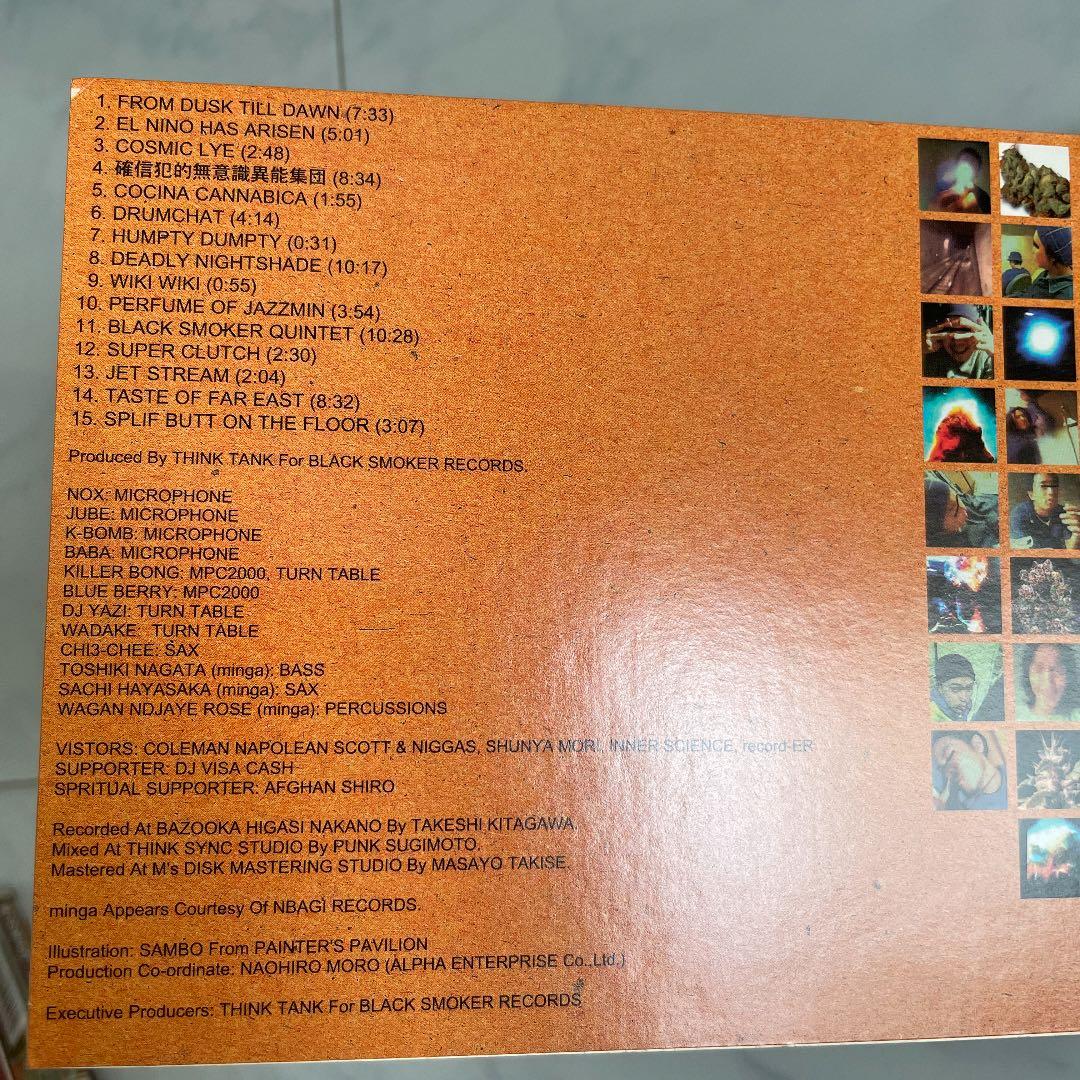 1. FROM DUSK TILL DAWN (7:33)
2. EL NINO HAS ARISEN (5:01)
3. COSMIC LYE (2:48)
4. 確信犯的無意識異能集団 (8:34)
5. COCINA CANNABICA (1:55)
6. DRUMCHAT (4:14)
7. HUMPTY DUMPTY (0:31)
8. DEADLY NIGHTSHADE (10:17)
9. WIKI WIKI (0:55)
10. PERFUME OF JAZZMIN (3:54)
11. BLACK SMOKER QUINTET (10:28)
12. SUPER CLUTCH (2:30)
13. JET STREAM (2:04)
14. TASTE OF FAR EAST (8:32)
15. SPLIF BUTT ON THE FLOOR (3:07)
Produced By THINK TANK For BLACK SMOKER RECORDS.
NOX: MICROPHONE
JUBE: MICROPHONE
K-BOMB: MICROPHONE
BABA: MICROPHONE
KILLER BONG: MPC2000, TURN TABLE
BLUE BERRY: MPC2000
DJ YAZI: TURN TABLE
WADAKE: TURN TABLE
CHI3-CHEE: SAX
TOSHIKI NAGATA (minga): BASS
SACHI HAYASAKA (minga): SAX
WAGAN NDJAYE ROSE (minga): PERCUSSIONS
VISTORS: COLEMAN NAPOLEAN SCOTT & NIGGAS, SHUNYA MORI, INNER SCIENCE, record-ER
SUPPORTER: DJ VISA CASH
SPRITUAL SUPPORTER: AFGHAN SHIRO
Recorded At BAZOOKA HIGASI NAKANO By TAKESHI KITAGAWA.
Mixed At THINK SYNC STUDIO By PUNK SUGIMOTO.
Mastered At M's DISK MASTERING STUDIO By MASAYO TAKISE.
minga Appears Courtesy Of NBAGI RECORDS.
Illustration: SAMBO From PAINTER'S PAVILION
Production Co-ordinate: NAOHIRO MORO (ALPHA ENTERPRISE Co.,Ltd.)
Executive Producers: THINK TANK For BLACK SMOKER RECORDS